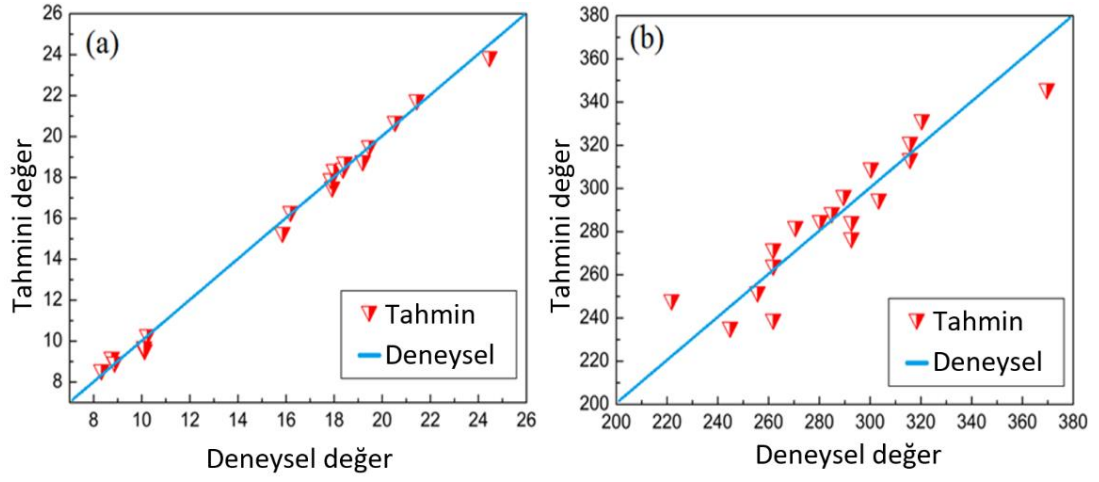 (a)
26
24
22
20
18
16
14
12
10
8
Tahmini değer
Tahmin
Deneysel
8 10 12 14 16 18 20 22 24 26
Deneysel değer
(b)
380
360
340
320
300
280
260
240
220
200
Tahmini değer
Tahmin
Deneysel
200 220 240 260 280 300 320 340 360 380
Deneysel değer